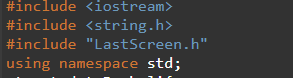 #include <iostream>
#include <string.h>
#include "LastScreen.h"
using namespace std;